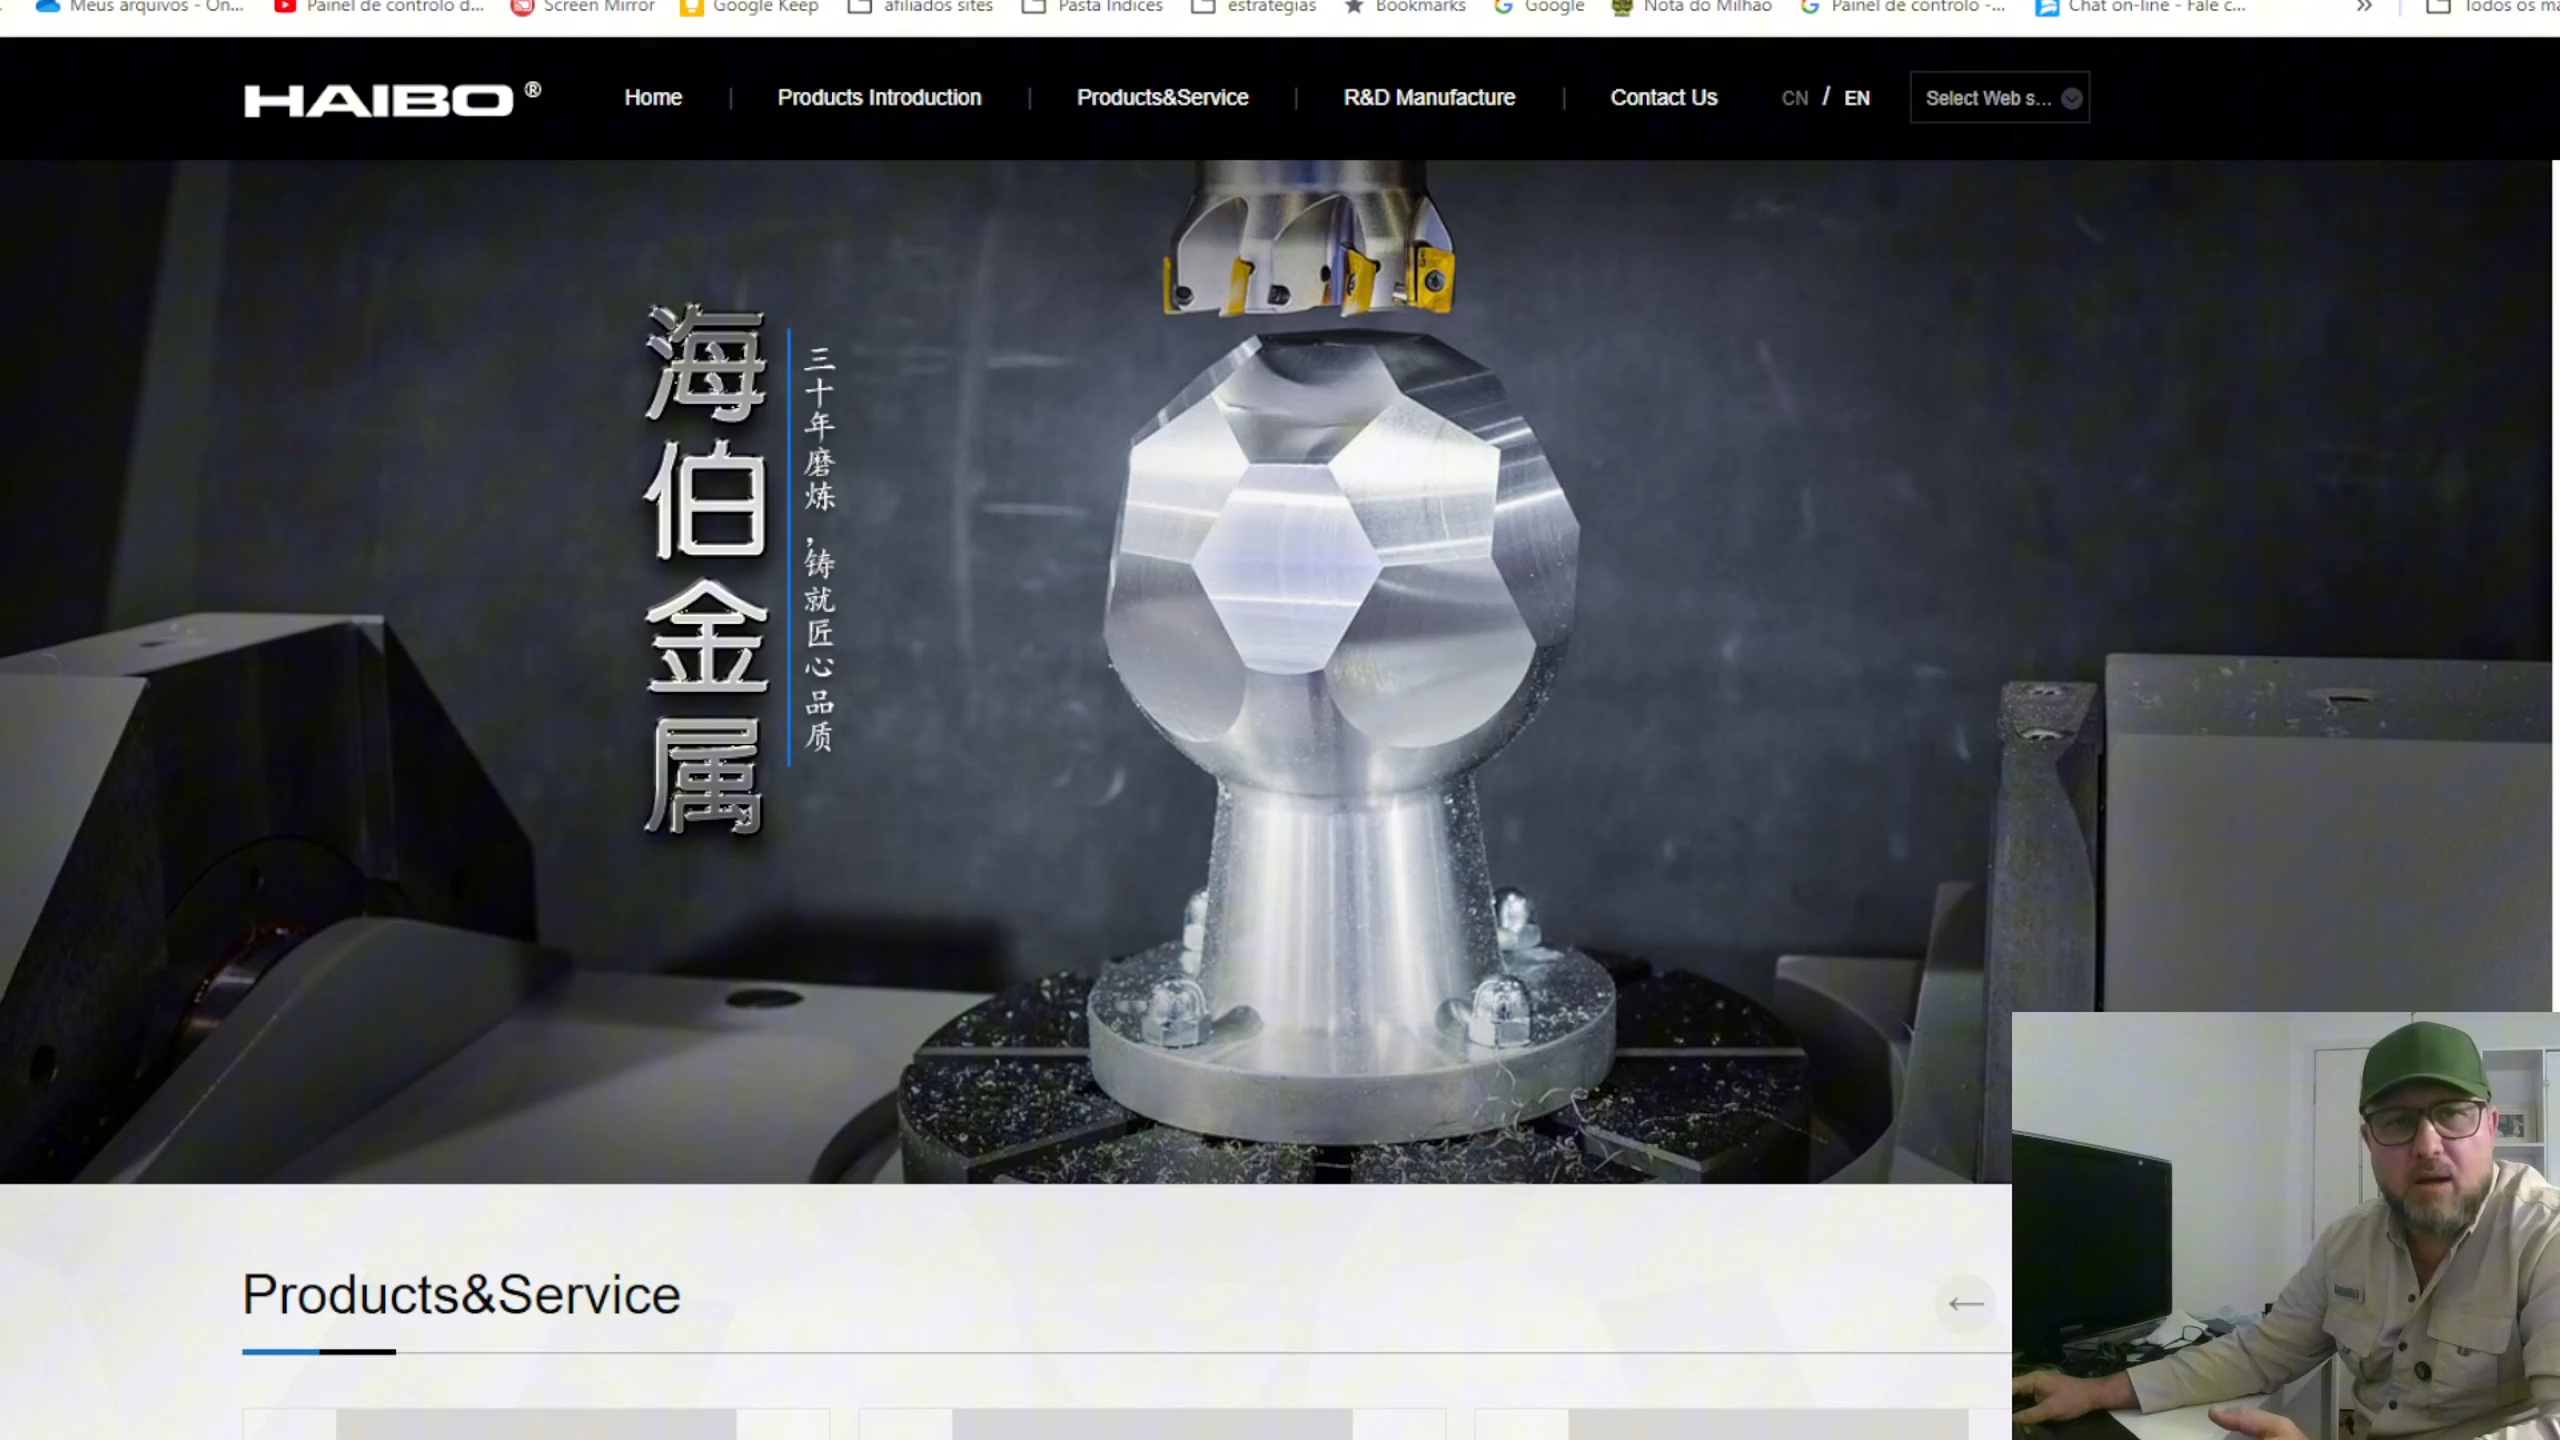 Meus arquivos - On...
Painel de controlo d...
Screen Mirror
Google Keep
afiliados sites
Pasta Indices
estrategias
Bookmarks
Google
Nota do Milhão
Painel de controlo -...
Chat on-line - Fale c...
»
Todos os ma
HAIBO®
Home
Products Introduction
Products&Service
R&D Manufacture
Contact Us
CN / EN
Select Web s...
海伯金属
三十年磨炼，铸就匠心品质
Products&Service